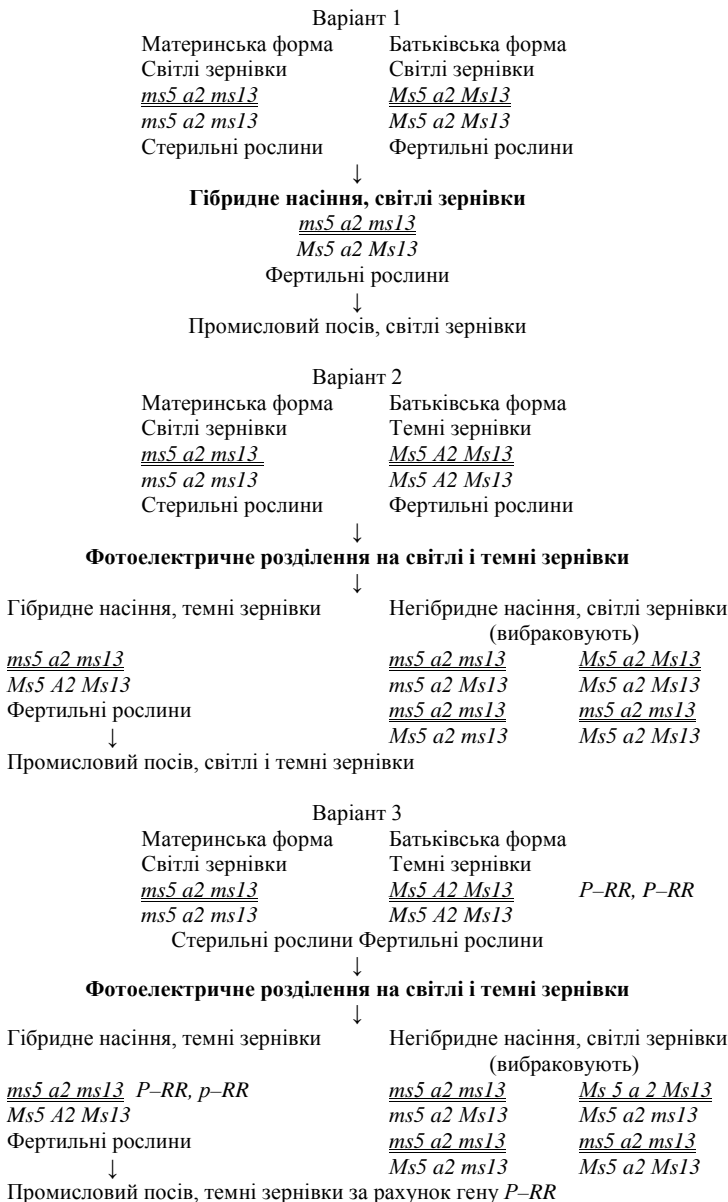 Варіант 1
Материнська форма Батьківська форма
Світлі зернівки Світлі зернівки
ms5 a2 ms13 Ms5 A2 Ms13
ms5 a2 ms13 Ms5 a2 Ms13
Стерильні рослини Фертильні рослини
↓
Гібридне насіння, світлі зернівки
ms5 a2 ms13
Ms5 a2 Ms13
Фертильні рослини
↓
Промисловий посів, світлі зернівки
Варіант 2
Материнська форма Батьківська форма
Світлі зернівки Темні зернівки
ms5 a2 ms13 Ms5 A2 Ms13
ms5 a2 ms13 Ms5 A2 Ms13
Стерильні рослини Фертильні рослини
↓
Фотоелектричне розділення на світлі і темні зернівки
↓
Гібридне насіння, темні зернівки Негібридне насіння, світлі зернівки
(вибраковують)
ms5 a2 ms13 ms5 a2 ms13 Ms5 a2 Ms13
Ms5 A2 Ms13 ms5 a2 Ms13 Ms5 a2 Ms13
Фертильні рослини ms5 a2 ms13 ms5 a2 ms13
↓ Ms5 a2 ms13 Ms5 a2 Ms13
Промисловий посів, світлі і темні зернівки
Варіант 3
Материнська форма Батьківська форма
Світлі зернівки Темні зернівки
ms5 a2 ms13 Ms5 A2 Ms13 P–RR, P–RR
ms5 a2 ms13 Ms5 A2 Ms13
Стерильні рослини Фертильні рослини
↓
Фотоелектричне розділення на світлі і темні зернівки
↓
Гібридне насіння, темні зернівки Негібридне насіння, світлі зернівки
(вибраковують)
ms5 a2 ms13 P–RR, p–RR ms5 a2 ms13 Ms 5 a 2 Ms13
Ms5 A2 Ms13 ms5 a2 Ms13 Ms5 a2 ms13
Фертильні рослини ms5 a2 ms13 ms5 a2 ms13
↓ Ms5 a2 ms13 Ms5 a2 Ms13
Промисловий посів, темні зернівки за рахунок гену P–RR